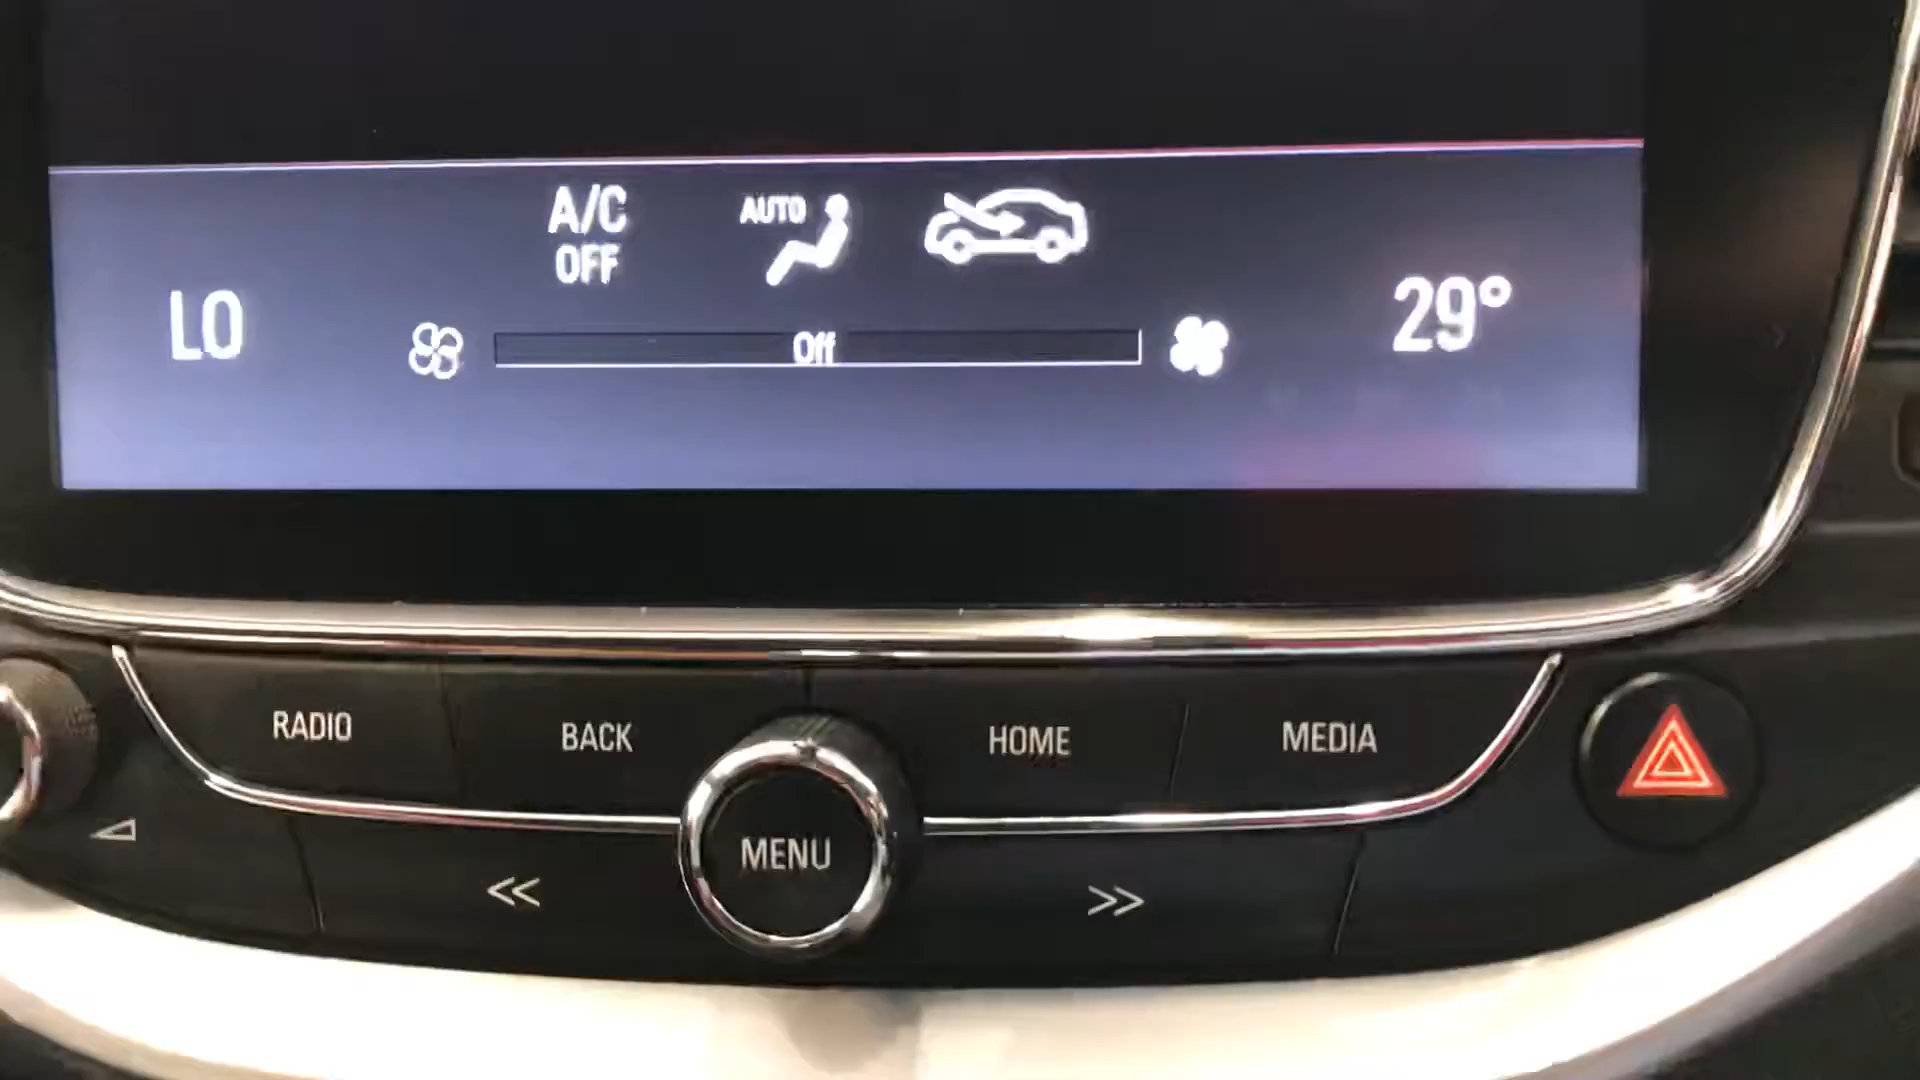 A/C
OFF
AUTO
LO
Off
29°
RADIO
BACK
HOME
MEDIA
MENU